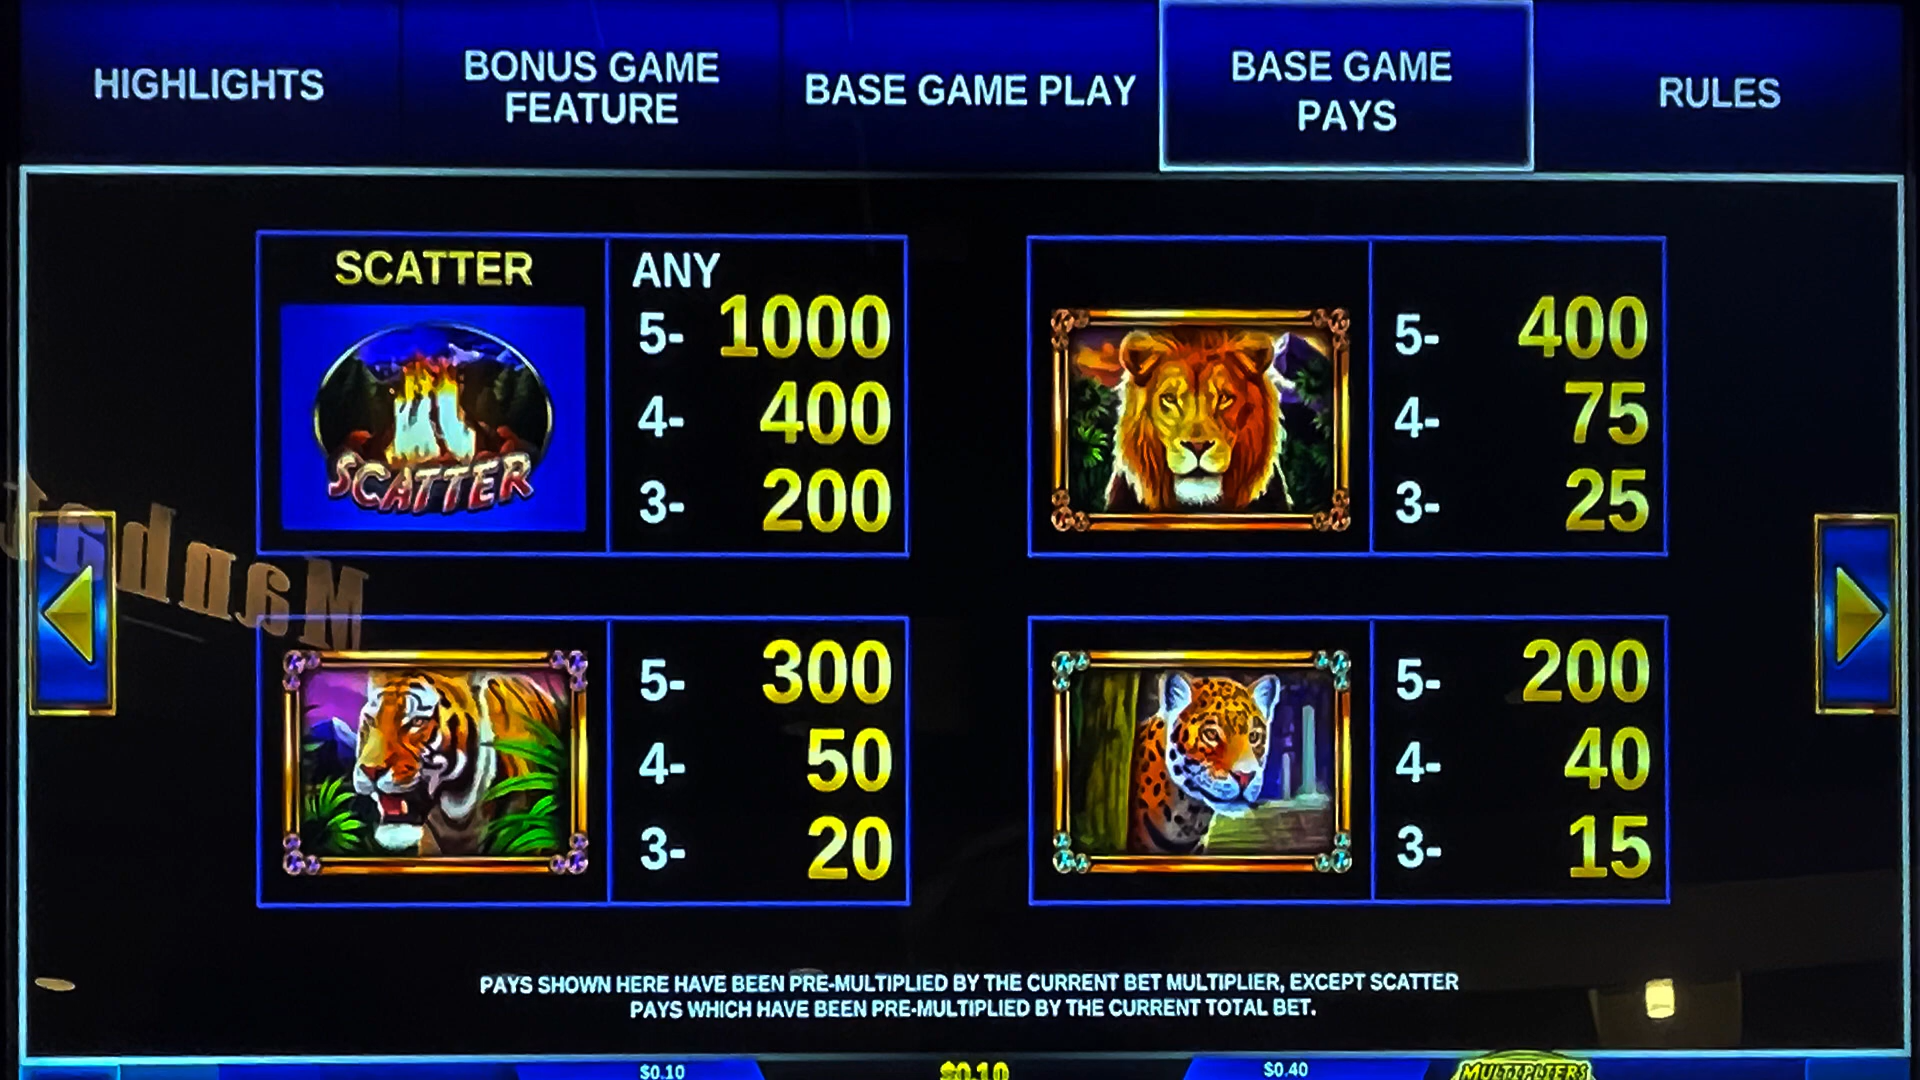 HIGHLIGHTS
BONUS GAME
FEATURE
BASE GAME PLAY
BASE GAME
PAYS
RULES
SCATTER
SCATTER
ANY
5- 1000
4- 400
3- 200
5- 400
4- 75
3- 25
5- 300
4- 50
3- 20
5- 200
4- 40
3- 15
PAYS SHOWN HERE HAVE BEEN PRE-MULTIPLIED BY THE CURRENT BET MULTIPLIER, EXCEPT SCATTER
PAYS WHICH HAVE BEEN PRE-MULTIPLIED BY THE CURRENT TOTAL BET.
$0.10
$0.10
$0.40
MULTIPLIERS